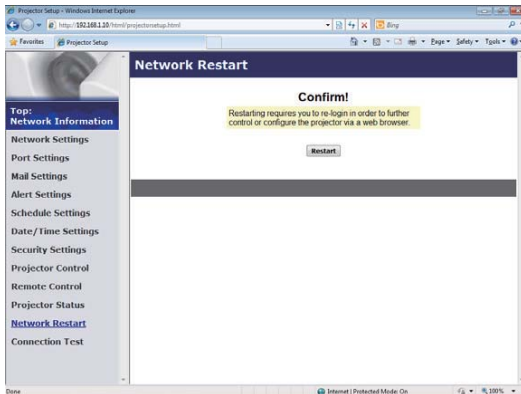 Projector Setup - Windows Internet Explorer
http://192.168.1.10/html/projectorsetup.html
Bing
Favorites
Projector Setup
Page
Safety
Tools
Network Restart
Confirm!
Restarting requires you to re-login in order to further
control or configure the projector via a web browser.
Restart
Top:
Network Information
Network Settings
Port Settings
Mail Settings
Alert Settings
Schedule Settings
Date/Time Settings
Security Settings
Projector Control
Remote Control
Projector Status
Network Restart
Connection Test
Done
Internet | Protected Mode: On
100%